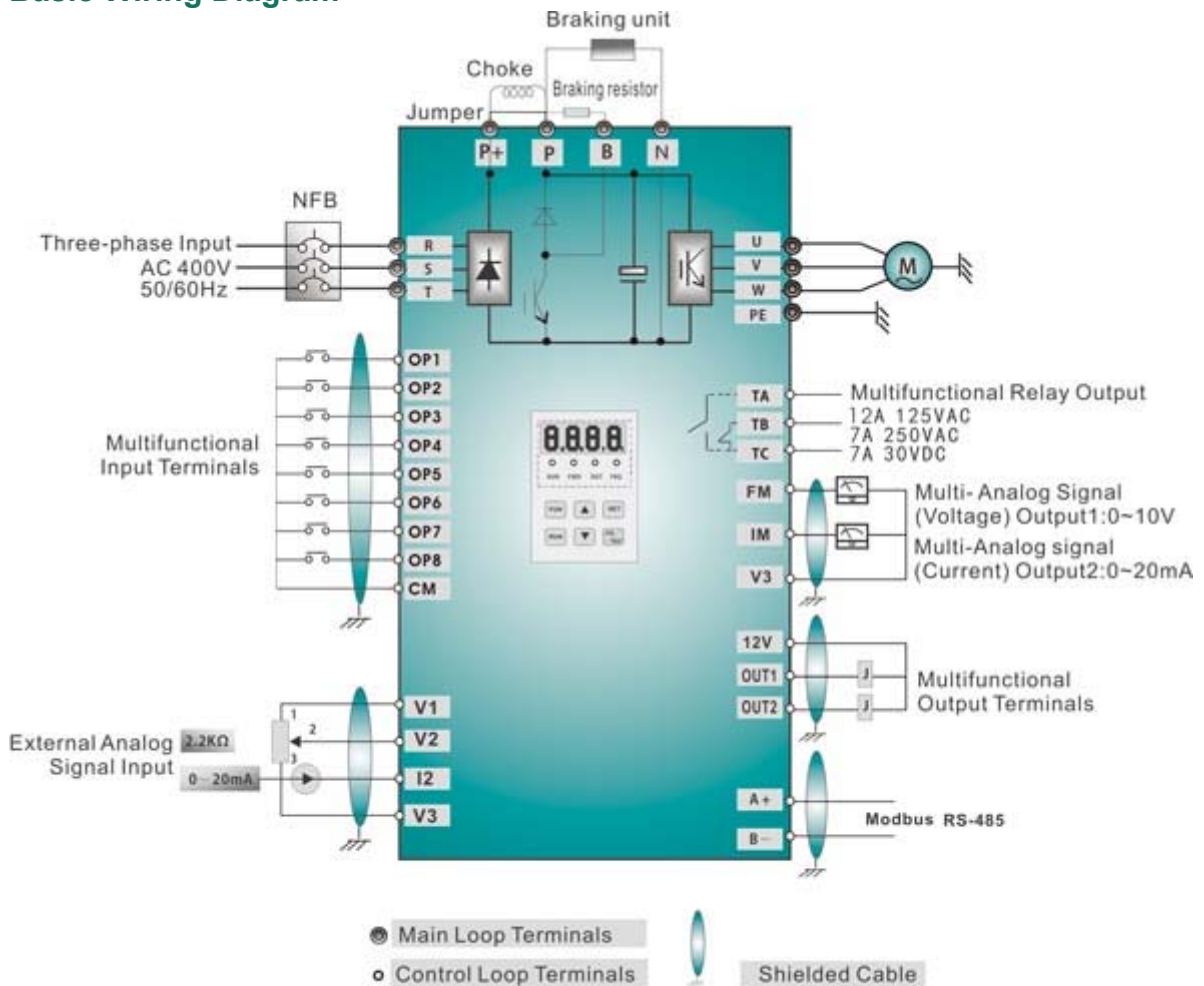 Basic Wiring Diagram
Braking unit
Choke
Braking resistor
Jumper
P+ P B N
NFB
Three-phase Input
AC 400V
50/60Hz
R
S
T
U
V
W
PE
M
OP1
OP2
OP3
OP4
OP5
OP6
OP7
OP8
CM
Multifunctional
Input Terminals
8.8.8.8.
TA
TB
TC
Multifunctional Relay Output
12A 125VAC
7A 250VAC
7A 30VDC
FM
IM
V3
Multi- Analog Signal
(Voltage) Output1:0~10V
Multi-Analog signal
(Current) Output2:0~20mA
12V
OUT1
OUT2
J
J
Multifunctional
Output Terminals
V1
V2
I2
V3
1
2
3
External Analog
Signal Input
2.2KΩ
0~20mA
A+
B-
Modbus RS-485
Main Loop Terminals
Control Loop Terminals
Shielded Cable